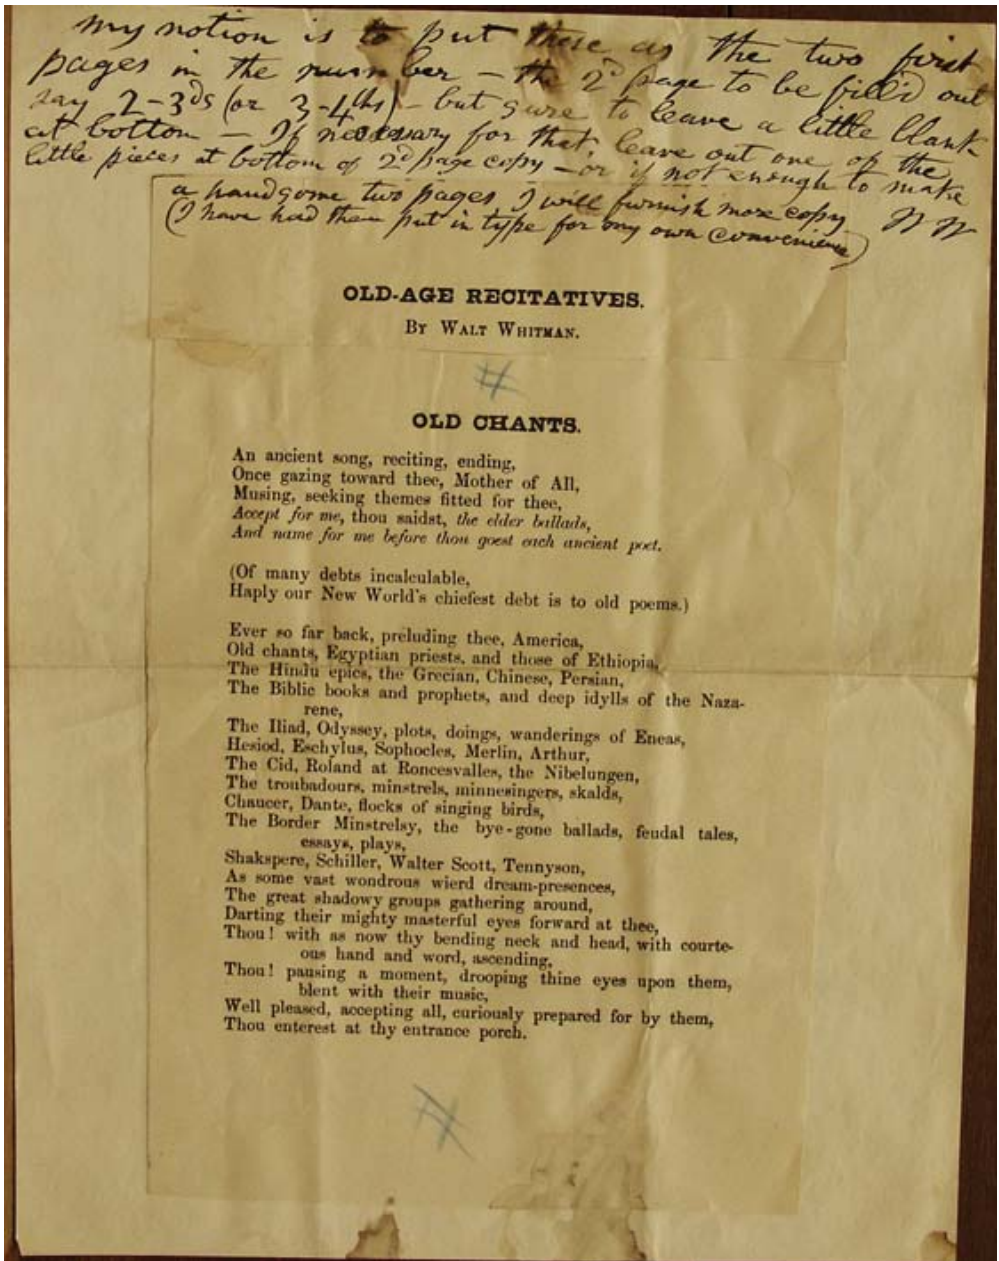 my notion is to put these as the two first
pages in the number – the 2d page to be fill'd out
say 2–3ds (or 3–4ths) – but sure to leave a little blank
at bottom – If necessary for that, leave out one of the
little pieces at bottom of 2d page copy – or if not enough to make
a handsome two pages I will furnish more copy W W
(I have had them put in type for my own convenience)
OLD-AGE RECITATIVES.
BY WALT WHITMAN.
#
OLD CHANTS.
An ancient song, reciting, ending,
Once gazing toward thee, Mother of All,
Musing, seeking themes fitted for thee,
Accept for me, thou saidst, the elder ballads,
And name for me before thou goest each ancient poet.
(Of many debts incalculable,
Haply our New World's chiefest debt is to old poems.)
Ever so far back, preluding thee, America,
Old chants, Egyptian priests, and those of Ethiopia,
The Hindu epics, the Grecian, Chinese, Persian,
The Biblic books and prophets, and deep idylls of the Naza-
rene,
The Iliad, Odyssey, plots, doings, wanderings of Eneas,
Hesiod, Eschylus, Sophocles, Merlin, Arthur,
The Cid, Roland at Roncesvalles, the Nibelungen,
The troubadours, minstrels, minnesingers, skalds,
Chaucer, Dante, flocks of singing birds,
The Border Minstrelsy, the bye-gone ballads, feudal tales,
essays, plays,
Shakspere, Schiller, Walter Scott, Tennyson,
As some vast wondrous wierd dream-presences,
The great shadowy groups gathering around,
Darting their mighty masterful eyes forward at thee,
Thou! with as now thy bending neck and head, with courte-
ous hand and word, ascending,
Thou! pausing a moment, drooping thine eyes upon them,
blent with their music,
Well pleased, accepting all, curiously prepared for by them,
Thou enterest at thy entrance porch.
#